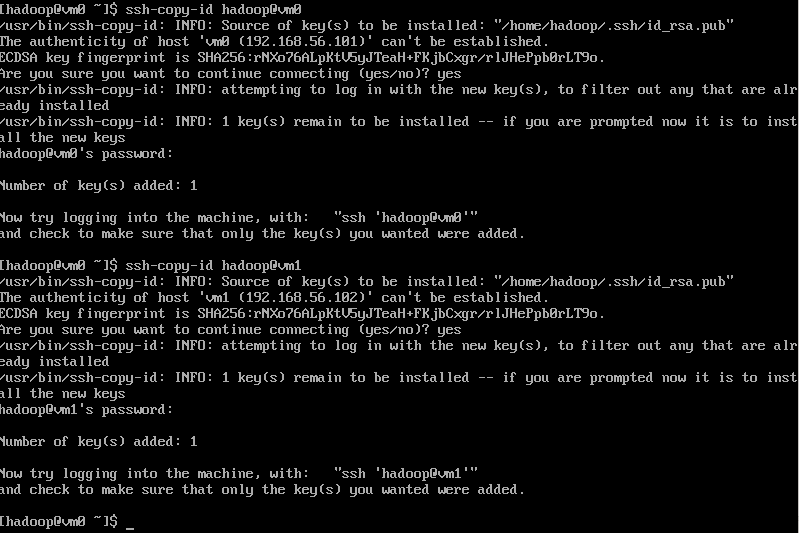 [hadoop@vm0 ~]$ ssh-copy-id hadoop@vm0
/usr/bin/ssh-copy-id: INFO: Source of key(s) to be installed: "/home/hadoop/.ssh/id_rsa.pub"
The authenticity of host 'vm0 (192.168.56.101)' can't be established.
ECDSA key fingerprint is SHA256:rNXo76ALpKtV5yJTeaH+FKjbCxgr/rlJHePpb0rLT9o.
Are you sure you want to continue connecting (yes/no)? yes
/usr/bin/ssh-copy-id: INFO: attempting to log in with the new key(s), to filter out any that are alr
eady installed
/usr/bin/ssh-copy-id: INFO: 1 key(s) remain to be installed -- if you are prompted now it is to inst
all the new keys
hadoop@vm0's password:
Number of key(s) added: 1
Now try logging into the machine, with:   "ssh 'hadoop@vm0'"
and check to make sure that only the key(s) you wanted were added.
[hadoop@vm0 ~]$ ssh-copy-id hadoop@vm1
/usr/bin/ssh-copy-id: INFO: Source of key(s) to be installed: "/home/hadoop/.ssh/id_rsa.pub"
The authenticity of host 'vm1 (192.168.56.102)' can't be established.
ECDSA key fingerprint is SHA256:rNXo76ALpKtV5yJTeaH+FKjbCxgr/rlJHePpb0rLT9o.
Are you sure you want to continue connecting (yes/no)? yes
/usr/bin/ssh-copy-id: INFO: attempting to log in with the new key(s), to filter out any that are alr
eady installed
/usr/bin/ssh-copy-id: INFO: 1 key(s) remain to be installed -- if you are prompted now it is to inst
all the new keys
hadoop@vm1's password:
Number of key(s) added: 1
Now try logging into the machine, with:   "ssh 'hadoop@vm1'"
and check to make sure that only the key(s) you wanted were added.
[hadoop@vm0 ~]$ _